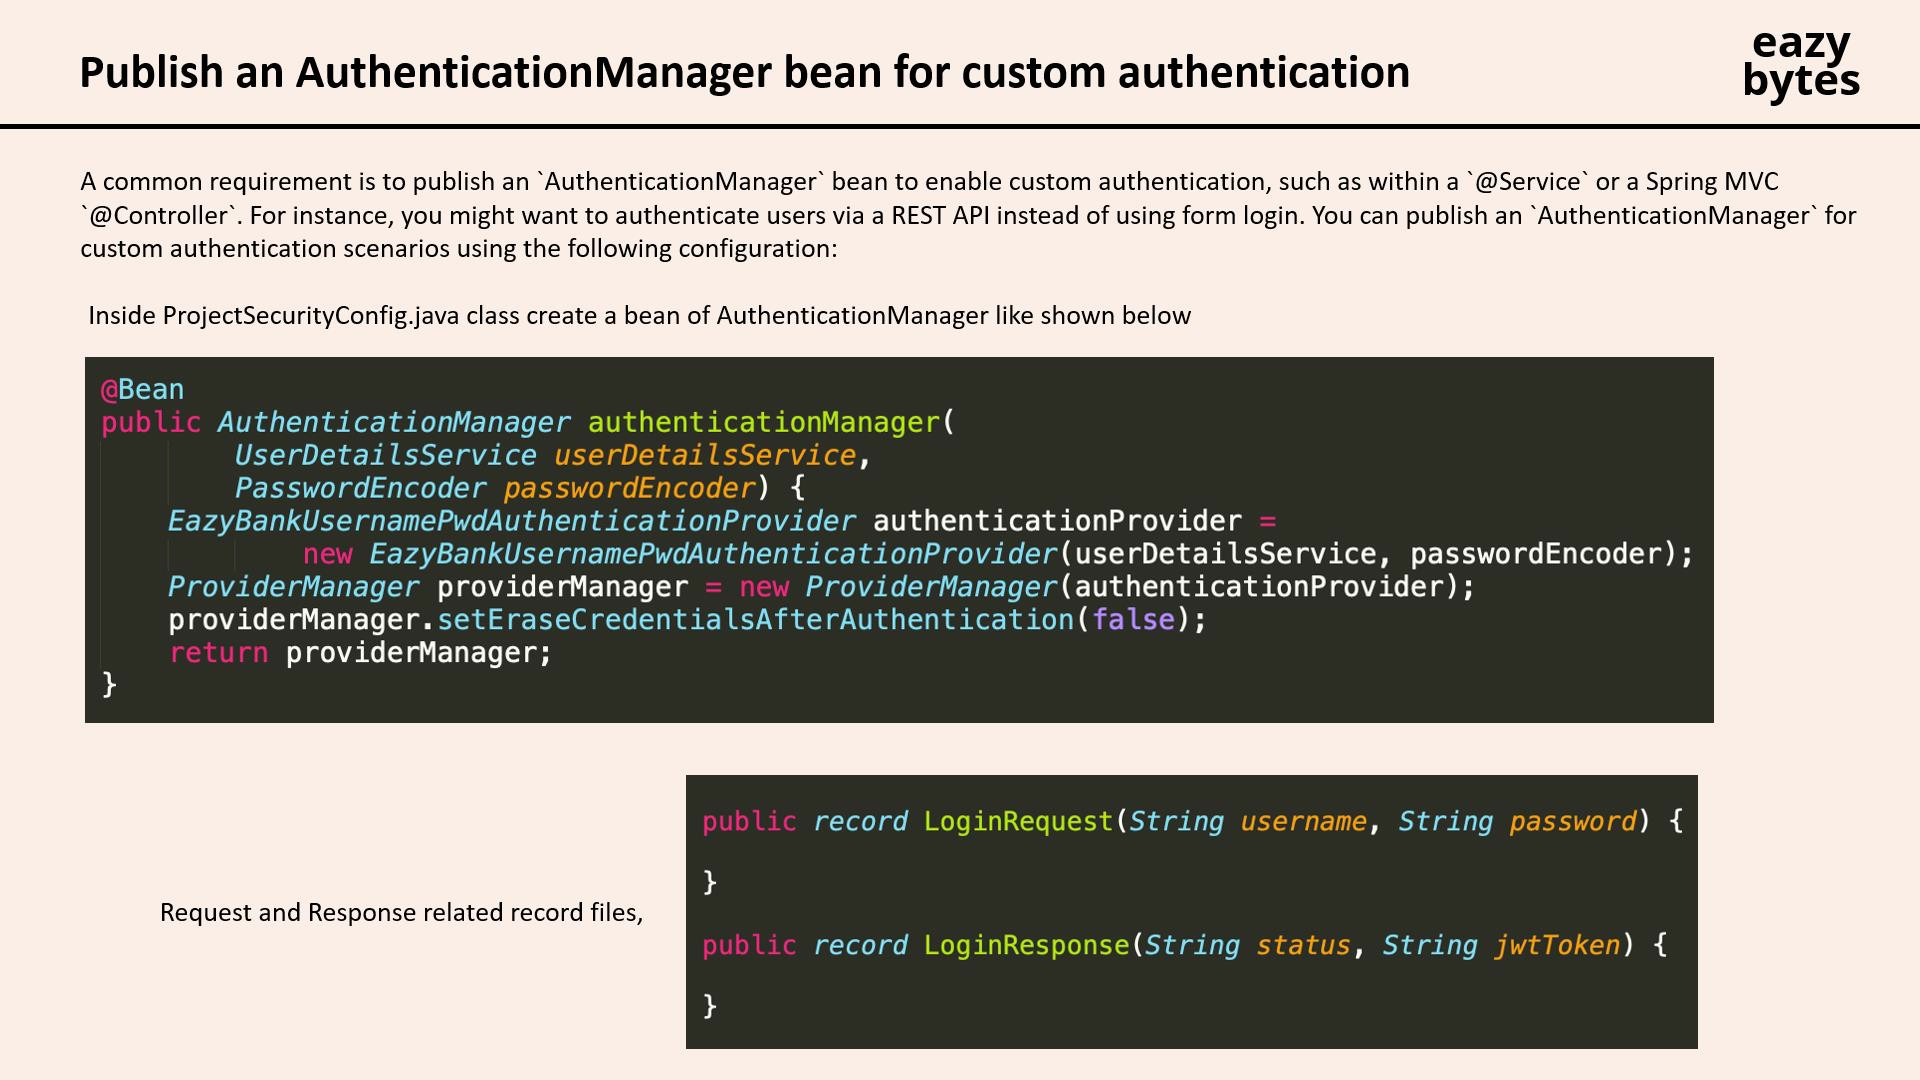 Publish an AuthenticationManager bean for custom authentication
eazy
bytes
A common requirement is to publish an `AuthenticationManager` bean to enable custom authentication, such as within a `@Service` or a Spring MVC
`@Controller`. For instance, you might want to authenticate users via a REST API instead of using form login. You can publish an `AuthenticationManager` for
custom authentication scenarios using the following configuration:
Inside ProjectSecurityConfig.java class create a bean of AuthenticationManager like shown below
@Bean
public AuthenticationManager authenticationManager(
        UserDetailsService userDetailsService,
        PasswordEncoder passwordEncoder) {
    EazyBankUsernamePwdAuthenticationProvider authenticationProvider =
            new EazyBankUsernamePwdAuthenticationProvider(userDetailsService, passwordEncoder);
    ProviderManager providerManager = new ProviderManager(authenticationProvider);
    providerManager.setEraseCredentialsAfterAuthentication(false);
    return providerManager;
}
Request and Response related record files,
public record LoginRequest(String username, String password) {
}
public record LoginResponse(String status, String jwtToken) {
}